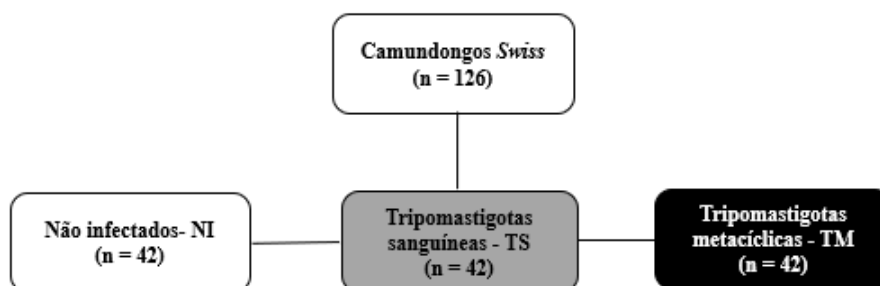 Camundongos Swiss
(n = 126)
Não infectados- NI
(n = 42)
Tripomastigotas
sanguíneas - TS
(n = 42)
Tripomastigotas
metacíclicas - TM
(n = 42)